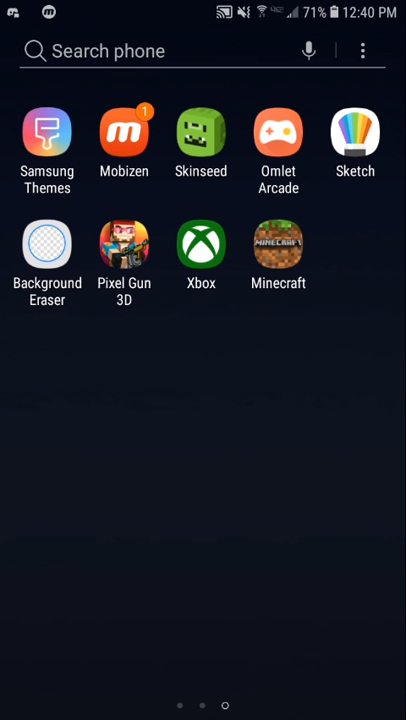 71% 12:40 PM
Search phone
1
Samsung Themes
Mobizen
Skinseed
Omlet Arcade
Sketch
MINECRAFT
Background Eraser
Pixel Gun 3D
Xbox
Minecraft